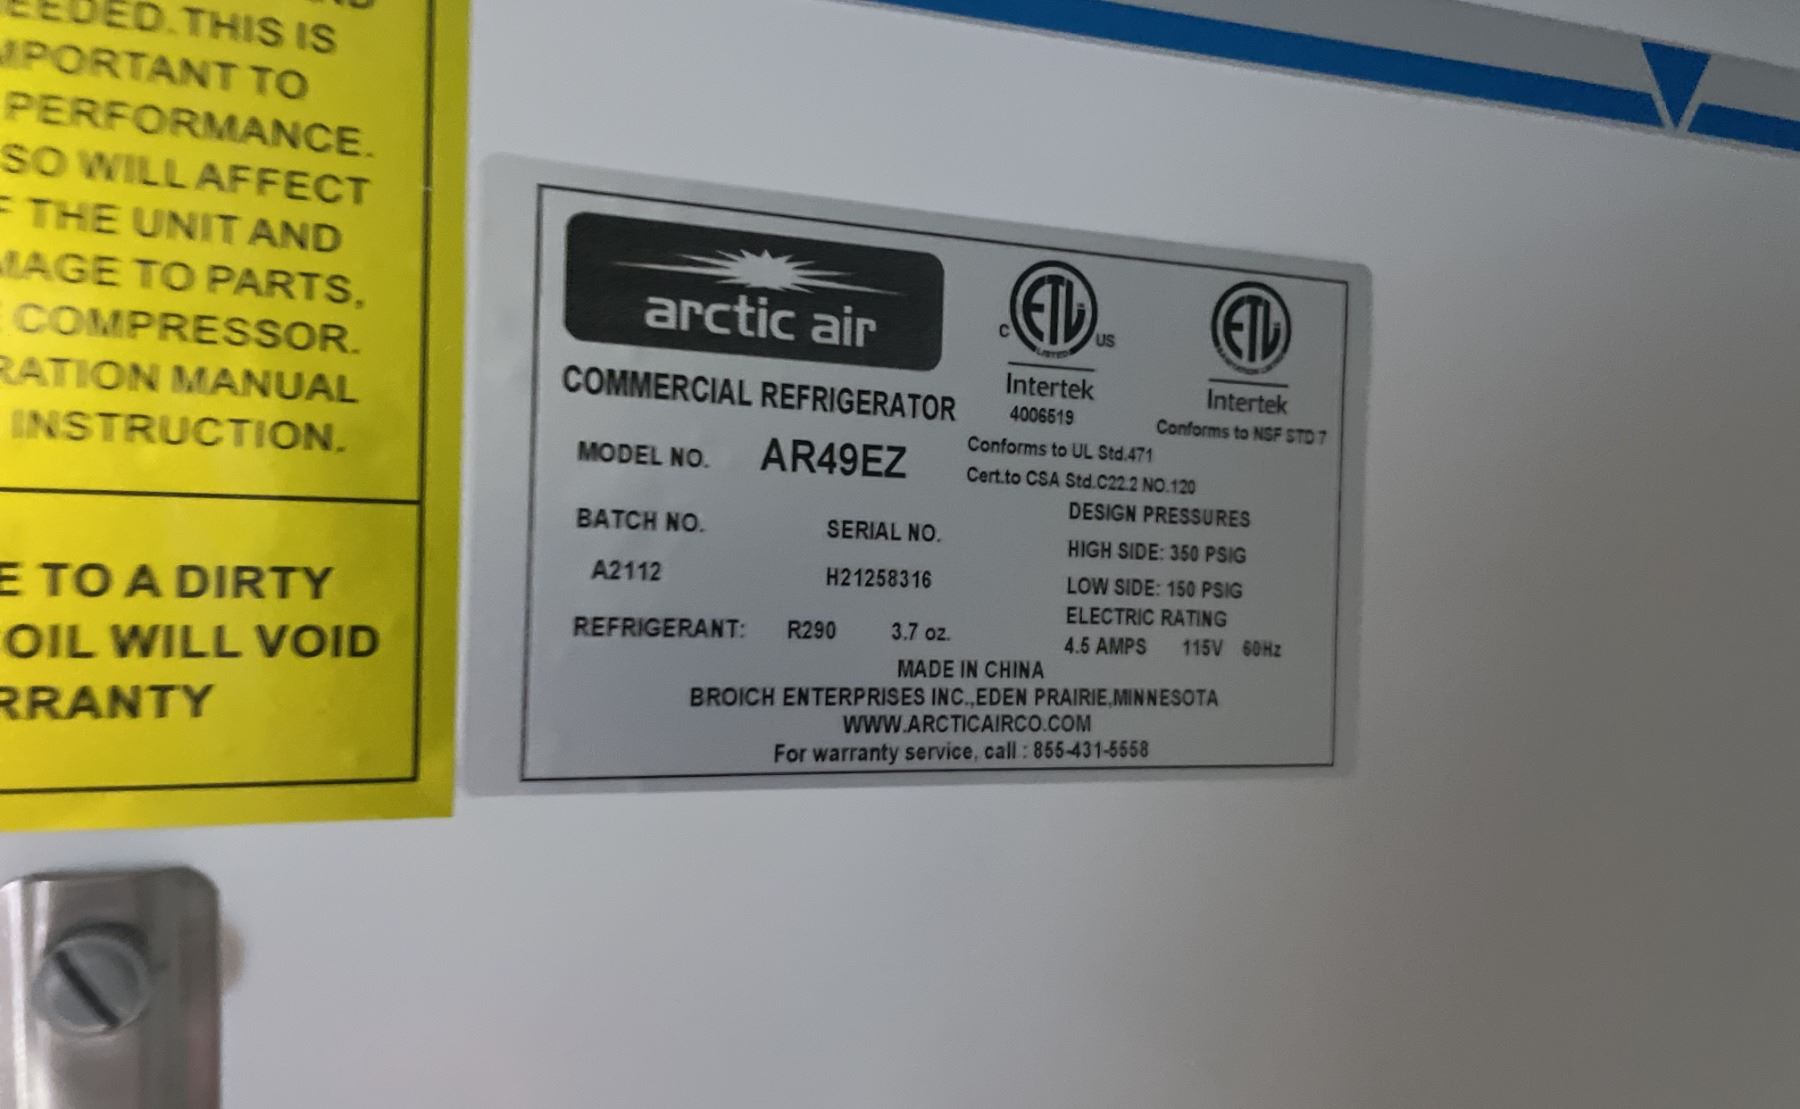 EEDED. THIS IS
MPORTANT TO
PERFORMANCE.
SO WILL AFFECT
F THE UNIT AND
MAGE TO PARTS,
COMPRESSOR.
RATION MANUAL
INSTRUCTION.
E TO A DIRTY
OIL WILL VOID
RRANTY
arctic air
COMMERCIAL REFRIGERATOR
MODEL NO. AR49EZ
BATCH NO. SERIAL NO.
A2112 H21258316
REFRIGERANT: R290 3.7 oz.
C ETL US
LISTED
Intertek
4006519
ETL
Intertek
Conforms to NSF STD 7
Conforms to UL Std.471
Cert.to CSA Std.C22.2 NO.120
DESIGN PRESSURES
HIGH SIDE: 350 PSIG
LOW SIDE: 150 PSIG
ELECTRIC RATING
4.5 AMPS 115V 60Hz
MADE IN CHINA
BROICH ENTERPRISES INC.,EDEN PRAIRIE,MINNESOTA
WWW.ARCTICAIRCO.COM
For warranty service, call : 855-431-5558